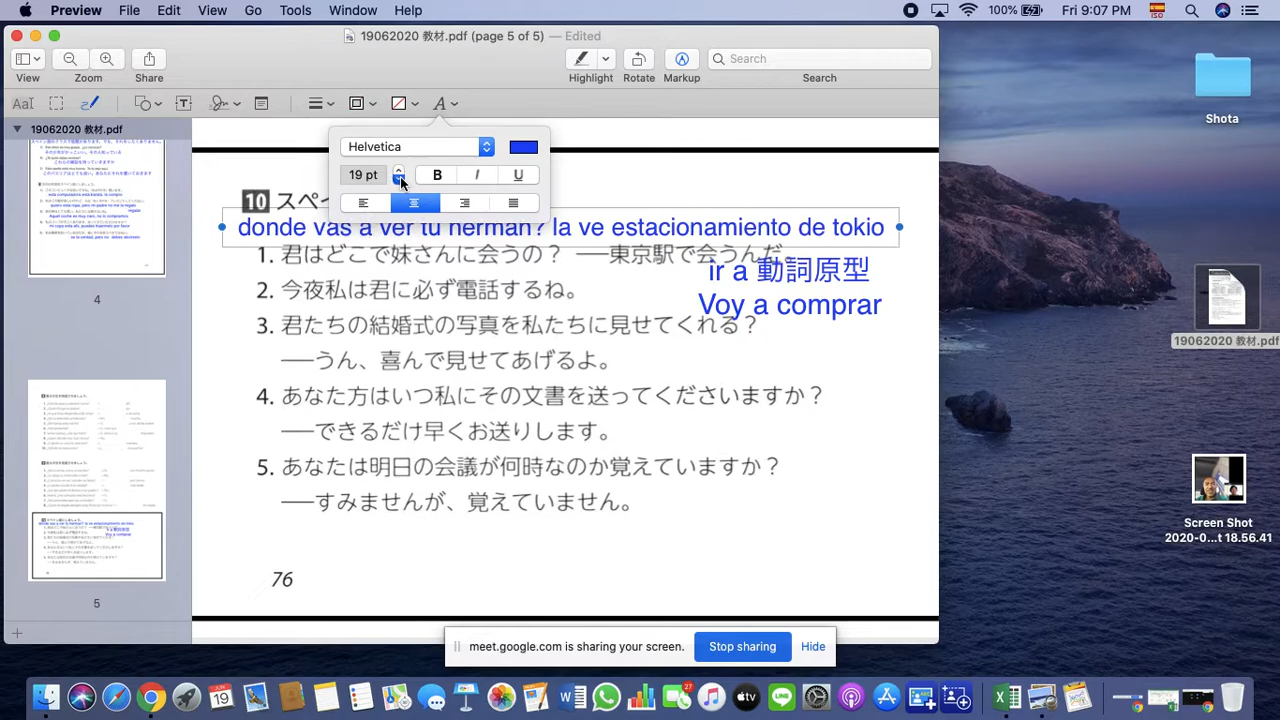 Preview File Edit View Go Tools Window Help
100% Fri 9:07 PM
19062020 教材.pdf (page 5 of 5) — Edited
View Zoom Share Highlight Rotate Markup Search
Search
19062020 教材.pdf
Helvetica
19 pt
B I U
10 スペ
donde vas a ver tu herman? la ve estacionamiento de tokio
1. 君はどこで妹さんに会うの？ ──東京駅で会うんだ。
ir a 動詞原型
2. 今夜私は君に必ず電話するね。
Voy a comprar
3. 君たちの結婚式の写真を私たちに見せてくれる？
──うん、喜んで見せてあげるよ。
4. あなた方はいつ私にその文書を送ってくださいますか？
──できるだけ早くお送りします。
5. あなたは明日の会議が何時なのか覚えていますか？
──すみませんが、覚えていません。
76
4
5
Shota
19062020 教材.pdf
Screen Shot
2020-0...t 18.56.41
meet.google.com is sharing your screen. Stop sharing Hide
19
27
tv